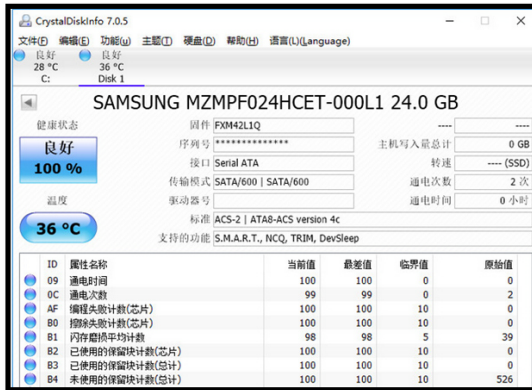 CrystalDiskInfo 7.0.5
文件(F) 编辑(E) 功能(u) 主题(T) 硬盘(D) 帮助(H) 语言(L)(Language)
良好 良好
28 °C 36 °C
C: Disk 1
SAMSUNG MZMPF024HCET-000L1 24.0 GB
健康状态 固件 FXM42L1Q ---- ----
良好 序列号 ************** 主机写入量总计 0 GB
100 % 接口 Serial ATA 转速 ---- (SSD)
传输模式 SATA/600 | SATA/600 通电次数 2 次
温度 驱动器号 通电时间 0 小时
36 °C 标准 ACS-2 | ATA8-ACS version 4c
支持的功能 S.M.A.R.T., NCQ, TRIM, DevSleep
ID 属性名称 当前值 最差值 临界值 原始值
09 通电时间 100 100 0 0
0C 通电次数 99 99 0 2
AF 编程失败计数(芯片) 100 100 10 0
B0 擦除失败计数(芯片) 100 100 10 0
B1 闪存磨损平均计数 98 98 5 39
B2 已使用的保留块计数(芯片) 100 100 10 0
B3 已使用的保留块计数(总计) 100 100 10 0
B4 未使用的保留块计数(总计) 100 100 10 526